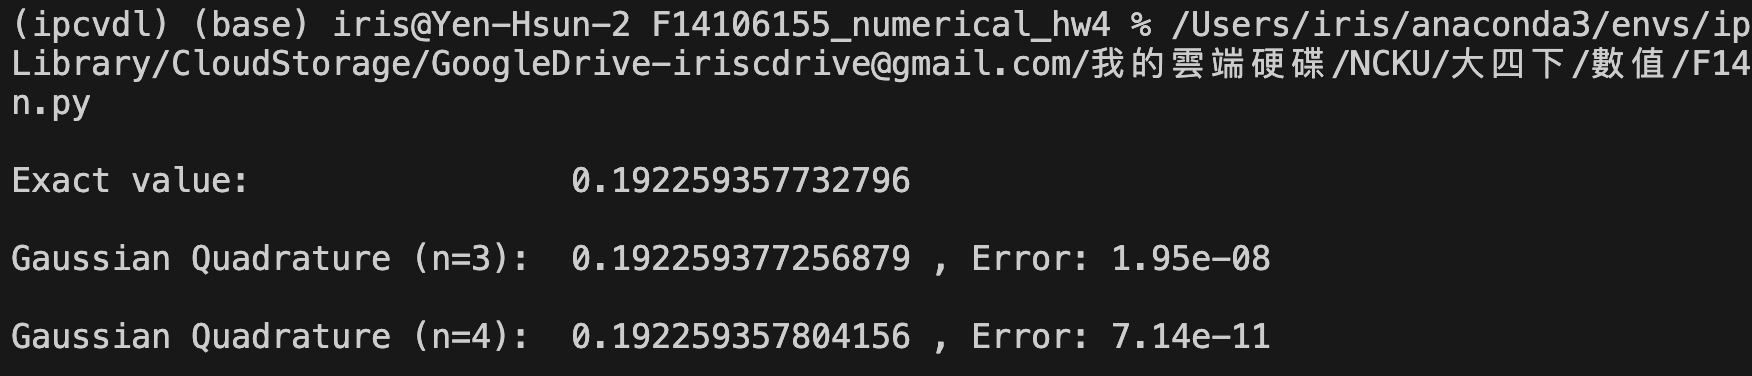 (ipcvdl) (base) iris@Yen-Hsun-2 F14106155_numerical_hw4 % /Users/iris/anaconda3/envs/ip
Library/CloudStorage/GoogleDrive-iriscdrive@gmail.com/我的雲端硬碟/NCKU/大四下/數值/F14
n.py
Exact value: 0.192259357732796
Gaussian Quadrature (n=3): 0.192259377256879 , Error: 1.95e-08
Gaussian Quadrature (n=4): 0.192259357804156 , Error: 7.14e-11